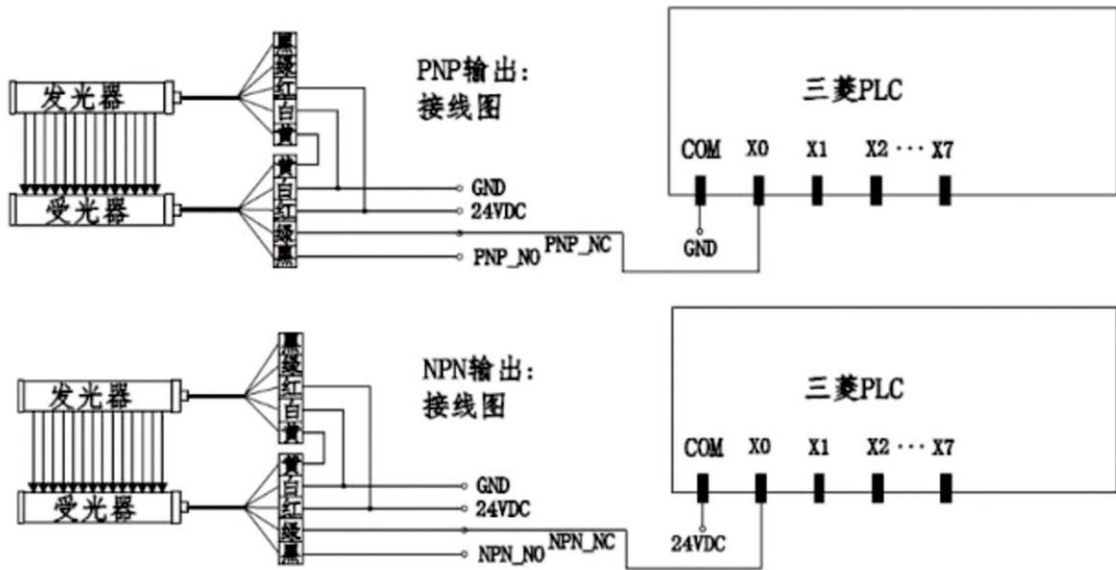 黑
绿
红
白
黄
发光器
受光器
黄
白
红
绿
黑
PNP输出：
接线图
GND
24VDC
PNP_NC
PNP_NO
三菱PLC
COM X0 X1 X2 ··· X7
GND
黑
绿
红
白
黄
发光器
受光器
黄
白
红
绿
黑
NPN输出：
接线图
GND
24VDC
NPN_NC
NPN_NO
三菱PLC
COM X0 X1 X2 ··· X7
24VDC